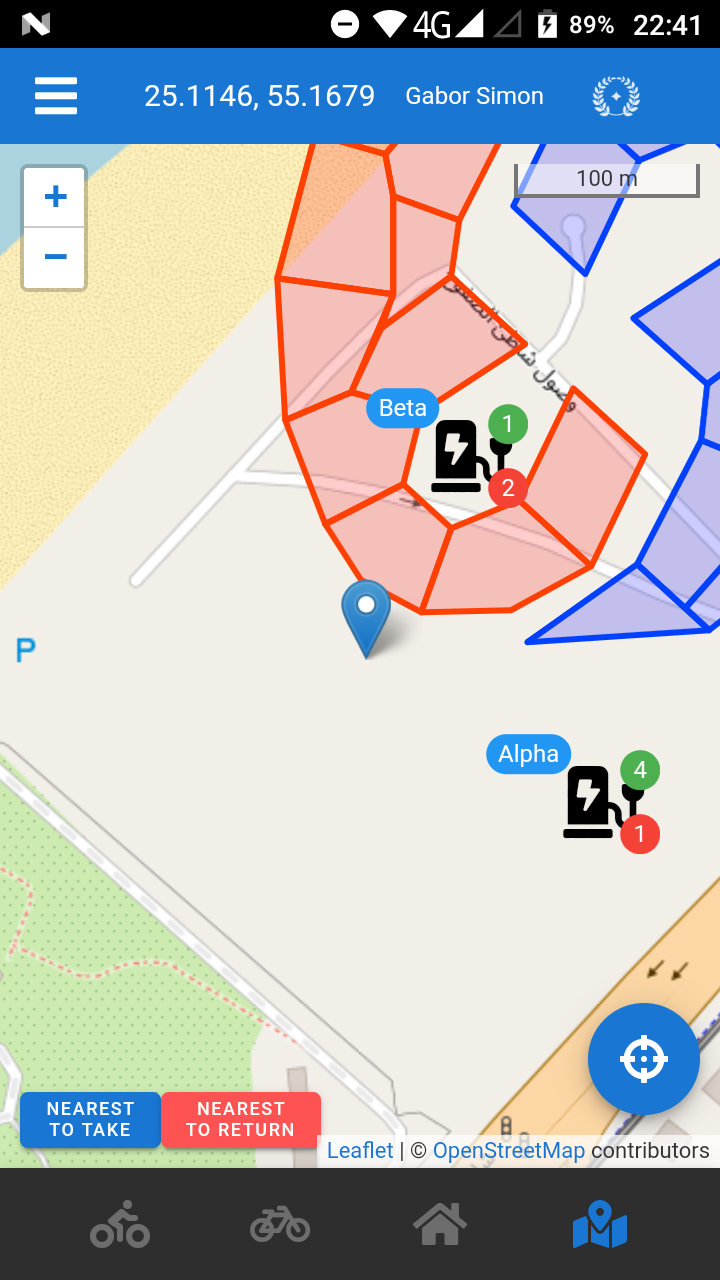 4G 89% 22:41
25.1146, 55.1679 Gabor Simon
+
100 m
−
Beta
1
2
P
Alpha
4
1
NEAREST NEAREST
TO TAKE TO RETURN
Leaflet | © OpenStreetMap contributors